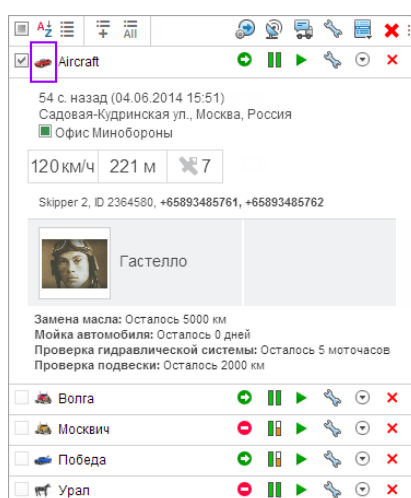 AZ All
Aircraft
54 с. назад (04.06.2014 15:51)
Садовая-Кудринская ул., Москва, Россия
Офис Минобороны
120 км/ч 221 м 7
Skipper 2, ID 2364580, +65893485761, +65893485762
Гастелло
Замена масла: Осталось 5000 км
Мойка автомобиля: Осталось 0 дней
Проверка гидравлической системы: Осталось 5 моточасов
Проверка подвески: Осталось 2000 км
Волга
Москвич
Победа
Урал